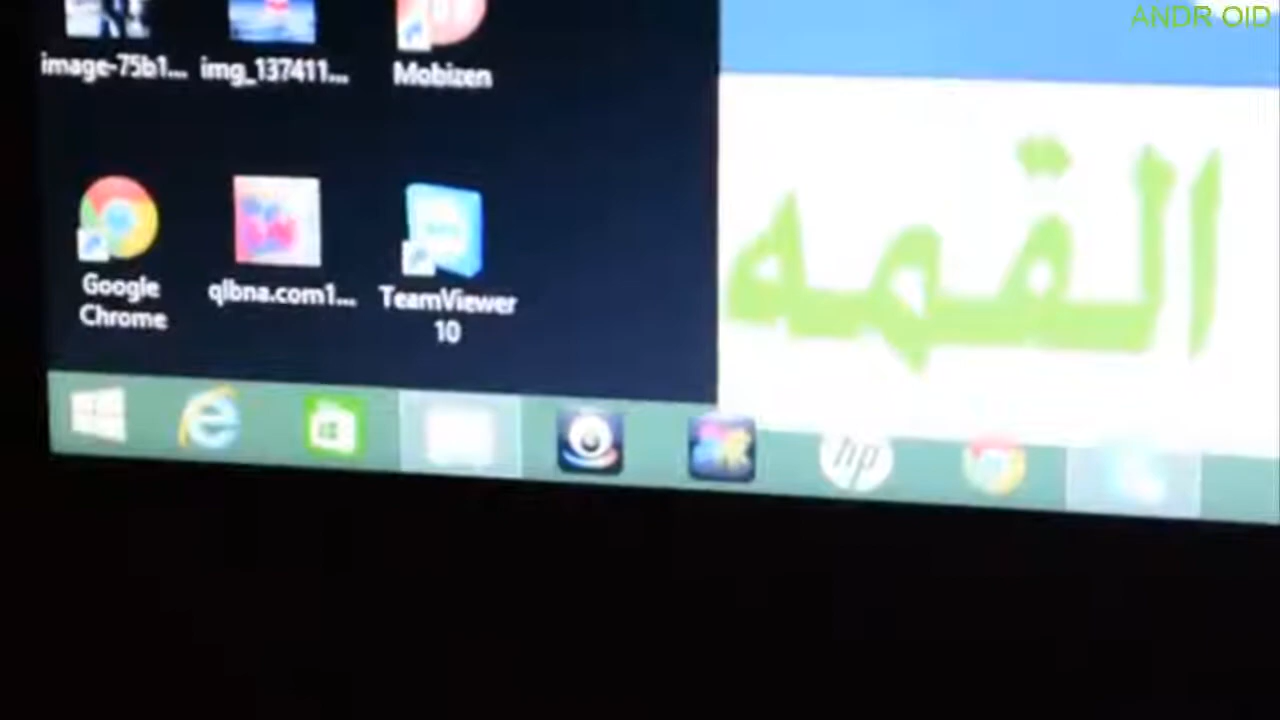 ANDR OID
image-75b1...
img_137411...
Mobizen
القمه
Google
Chrome
qlbna.com1...
TeamViewer
10
hp